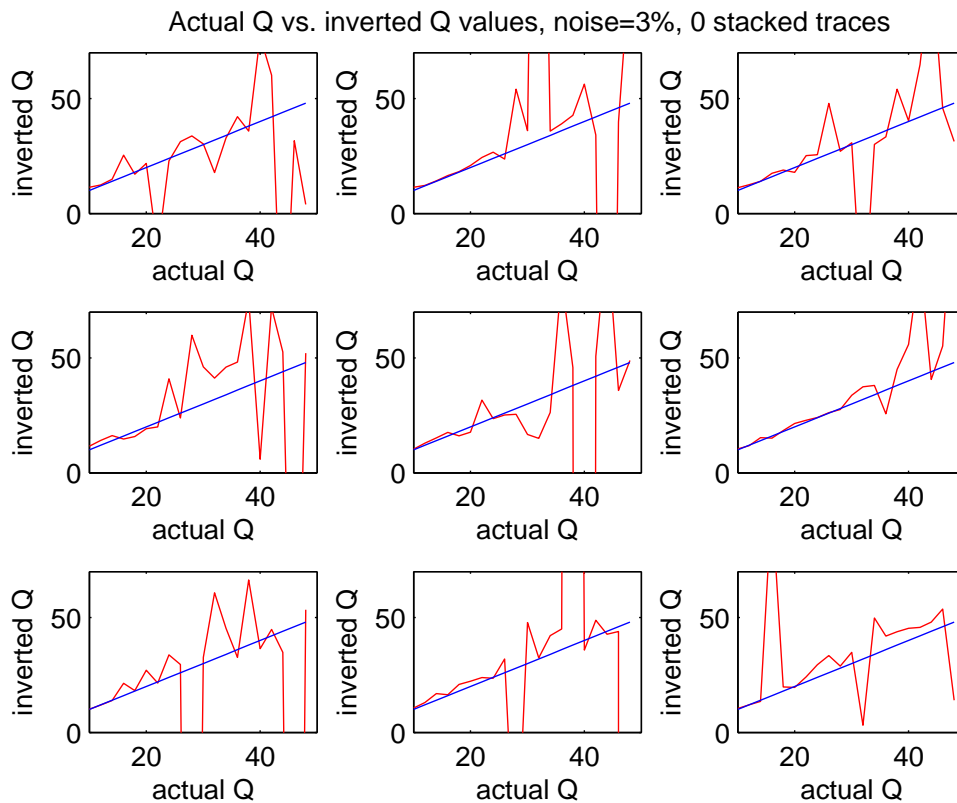 Actual Q vs. inverted Q values, noise=3%, 0 stacked traces
inverted Q
50
0
20 40
actual Q
inverted Q
50
0
20 40
actual Q
inverted Q
50
0
20 40
actual Q
inverted Q
50
0
20 40
actual Q
inverted Q
50
0
20 40
actual Q
inverted Q
50
0
20 40
actual Q
inverted Q
50
0
20 40
actual Q
inverted Q
50
0
20 40
actual Q
inverted Q
50
0
20 40
actual Q